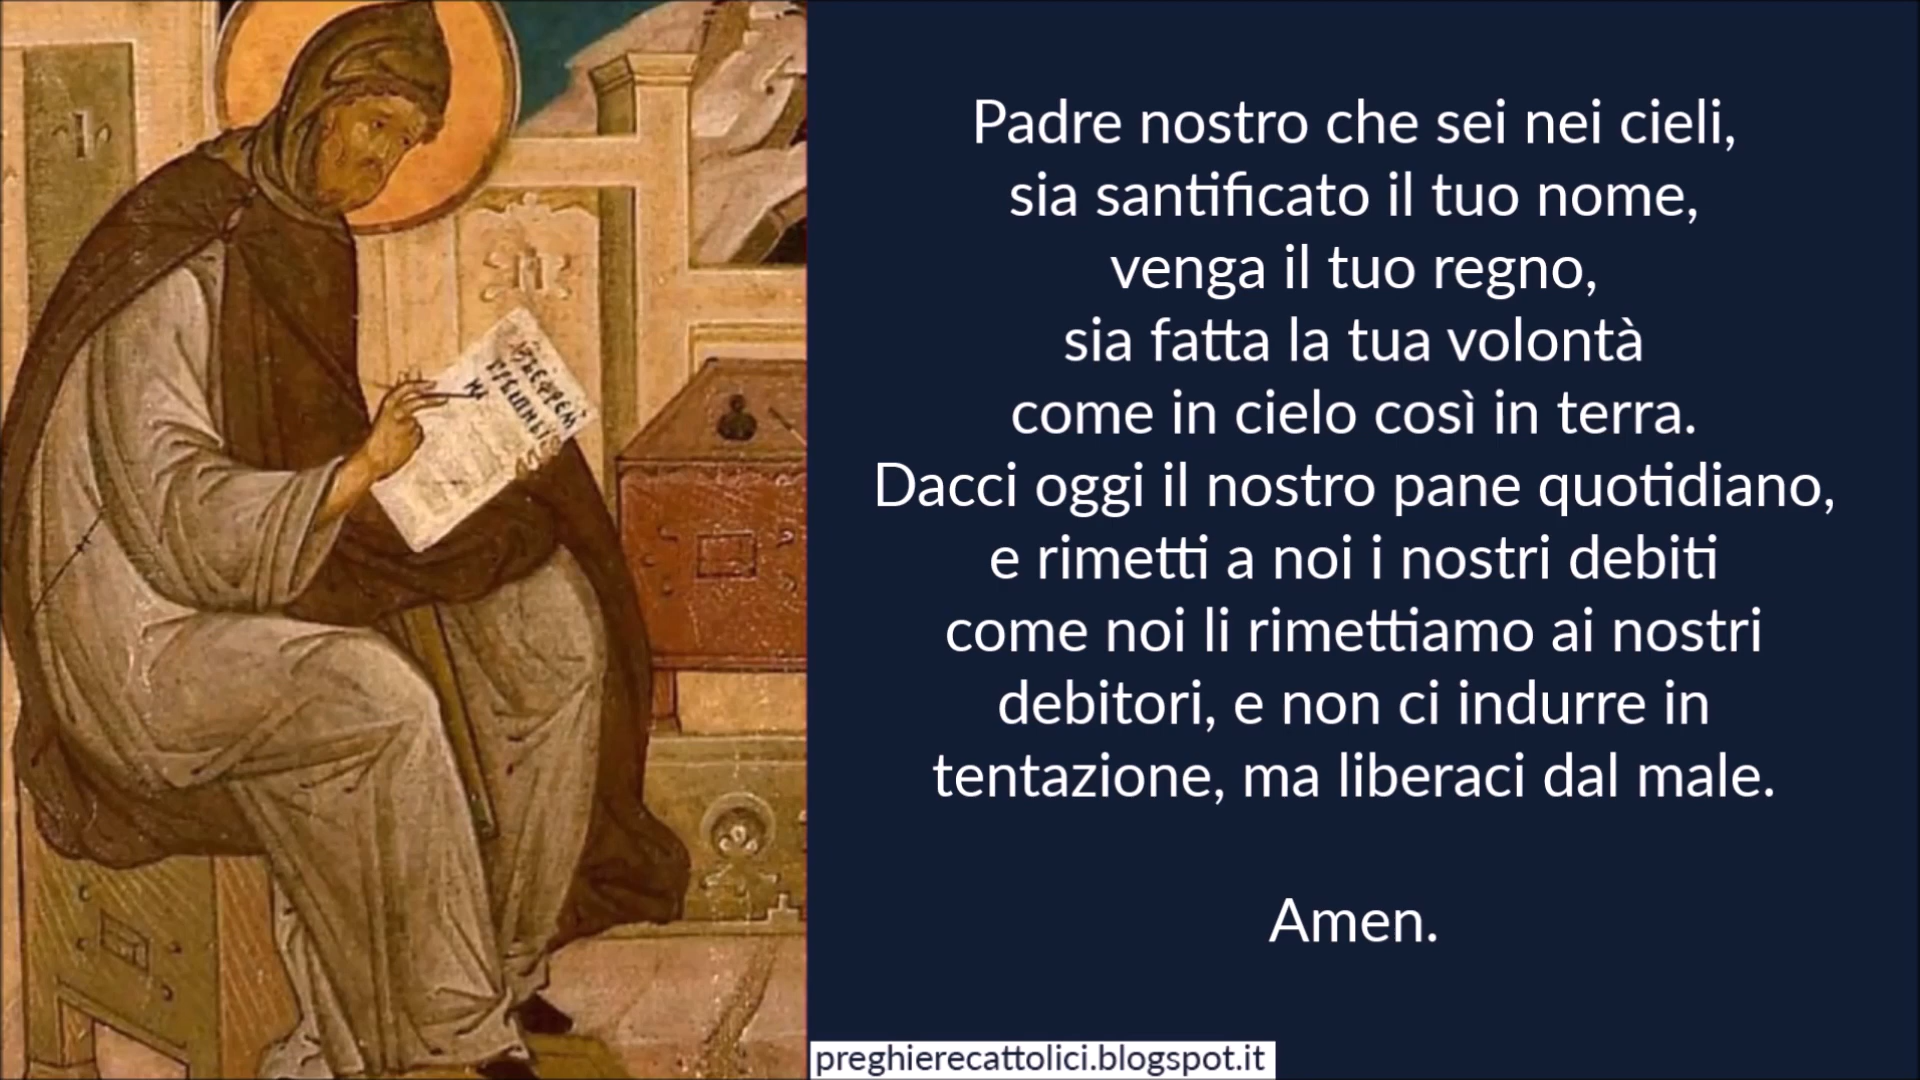 Padre nostro che sei nei cieli,
sia santificato il tuo nome,
venga il tuo regno,
sia fatta la tua volontà
come in cielo così in terra.
Dacci oggi il nostro pane quotidiano,
e rimetti a noi i nostri debiti
come noi li rimettiamo ai nostri
debitori, e non ci indurre in
tentazione, ma liberaci dal male.
Amen.
preghierecattolici.blogspot.it